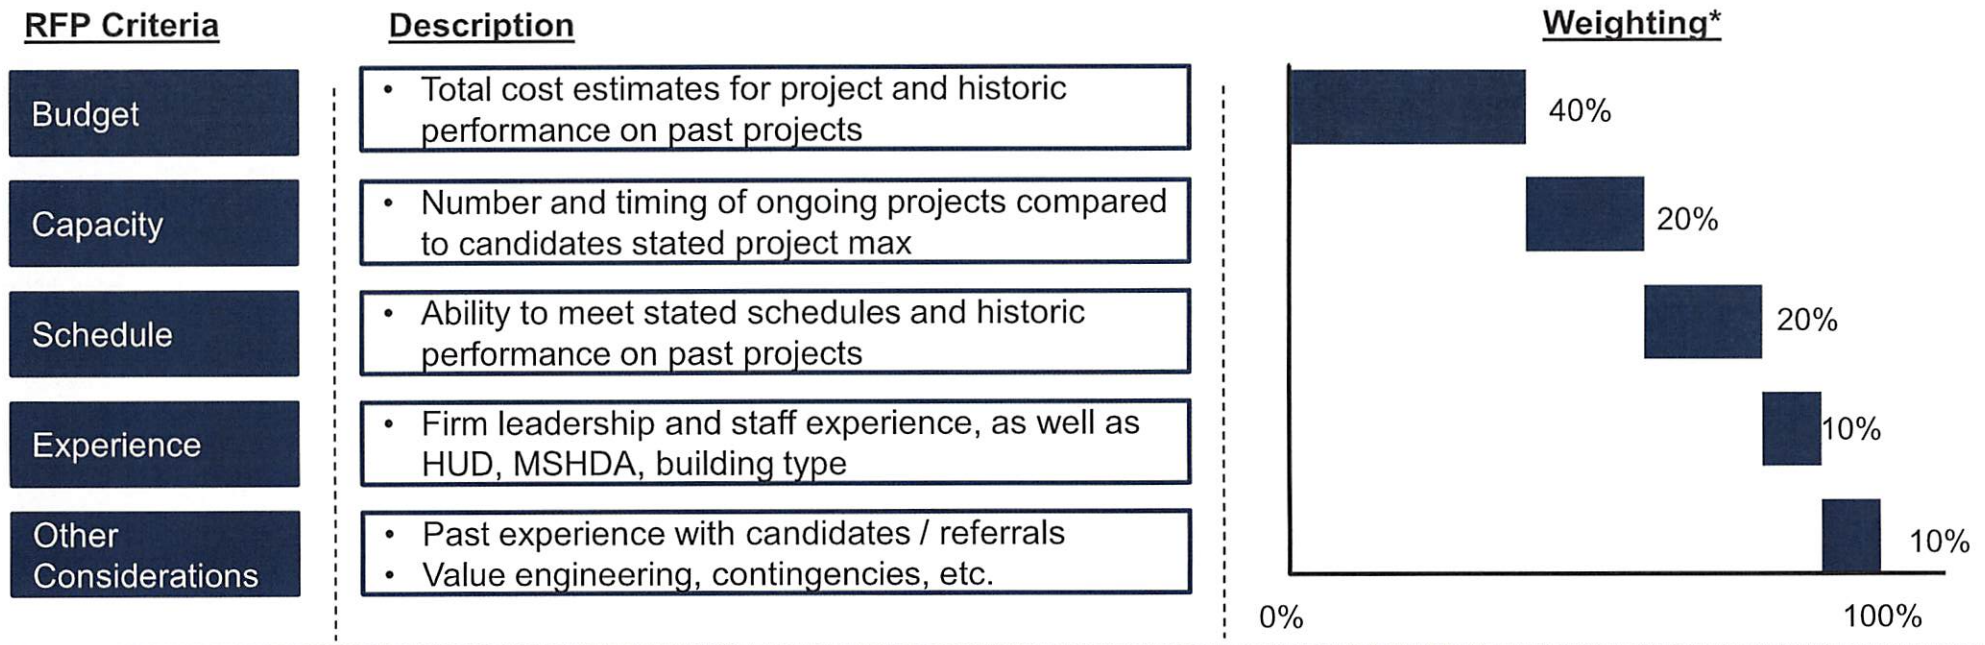 RFP Criteria
Description
Weighting*
Budget
• Total cost estimates for project and historic
performance on past projects
40%
Capacity
• Number and timing of ongoing projects compared
to candidates stated project max
20%
Schedule
• Ability to meet stated schedules and historic
performance on past projects
20%
Experience
• Firm leadership and staff experience, as well as
HUD, MSHDA, building type
10%
Other
Considerations
• Past experience with candidates / referrals
• Value engineering, contingencies, etc.
10%
0%
100%